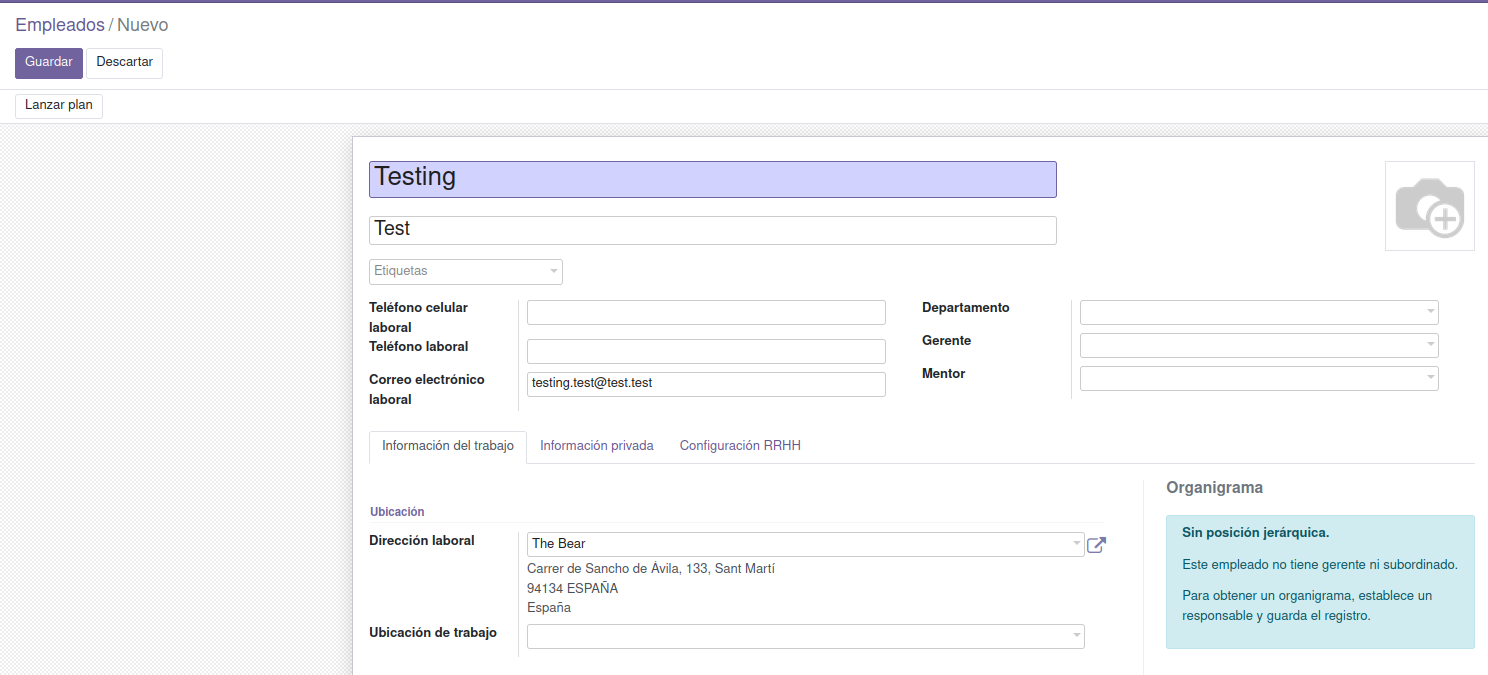 Empleados / Nuevo
Guardar Descartar
Lanzar plan
Testing
Test
Etiquetas
Teléfono celular
laboral
Teléfono laboral
Correo electrónico
laboral
testing.test@test.test
Departamento
Gerente
Mentor
Información del trabajo Información privada Configuración RRHH
Ubicación
Dirección laboral
The Bear
Carrer de Sancho de Ávila, 133, Sant Martí
94134 ESPAÑA
España
Ubicación de trabajo
Organigrama
Sin posición jerárquica.
Este empleado no tiene gerente ni subordinado.
Para obtener un organigrama, establece un
responsable y guarda el registro.